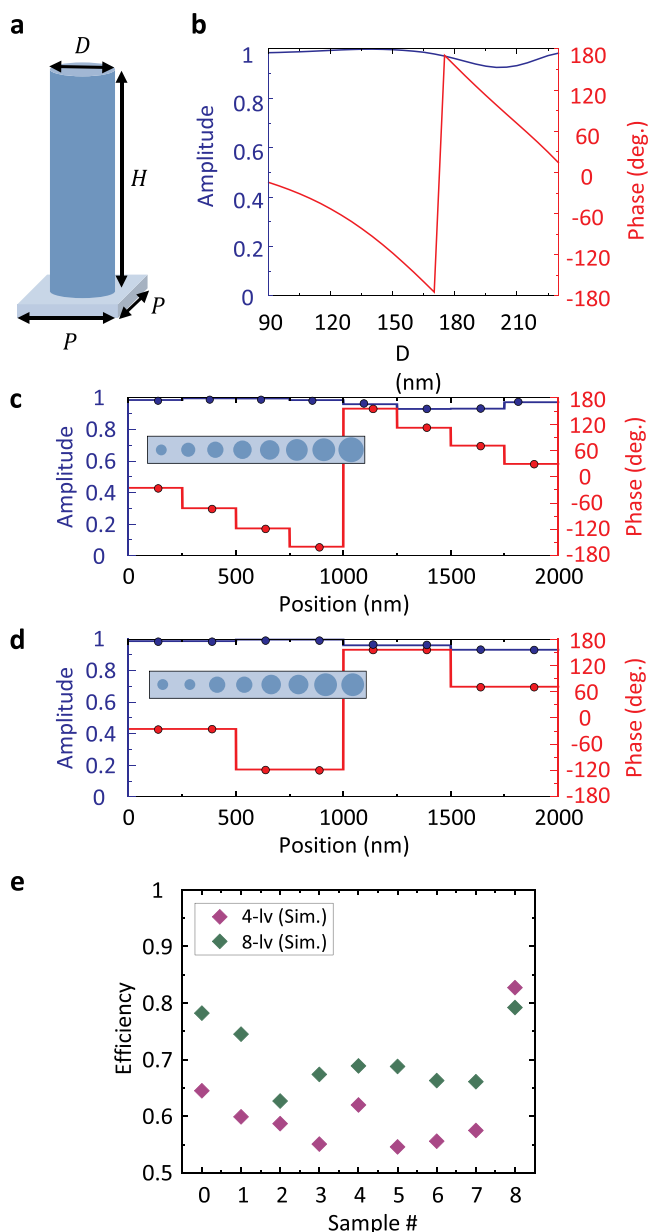 a
D
H
P
P
b
Amplitude
1
0.8
0.6
0.4
0.2
0
180
120
60
0
-60
-120
-180
Phase (deg.)
90 120 150 180 210
D
(nm)
c
Amplitude
1
0.8
0.6
0.4
0.2
0
180
120
60
0
-60
-120
-180
Phase (deg.)
0 500 1000 1500 2000
Position (nm)
d
Amplitude
1
0.8
0.6
0.4
0.2
0
180
120
60
0
-60
-120
-180
Phase (deg.)
0 500 1000 1500 2000
Position (nm)
e
Efficiency
1
0.9
0.8
0.7
0.6
0.5
4-lv (Sim.)
8-lv (Sim.)
0 1 2 3 4 5 6 7 8
Sample #